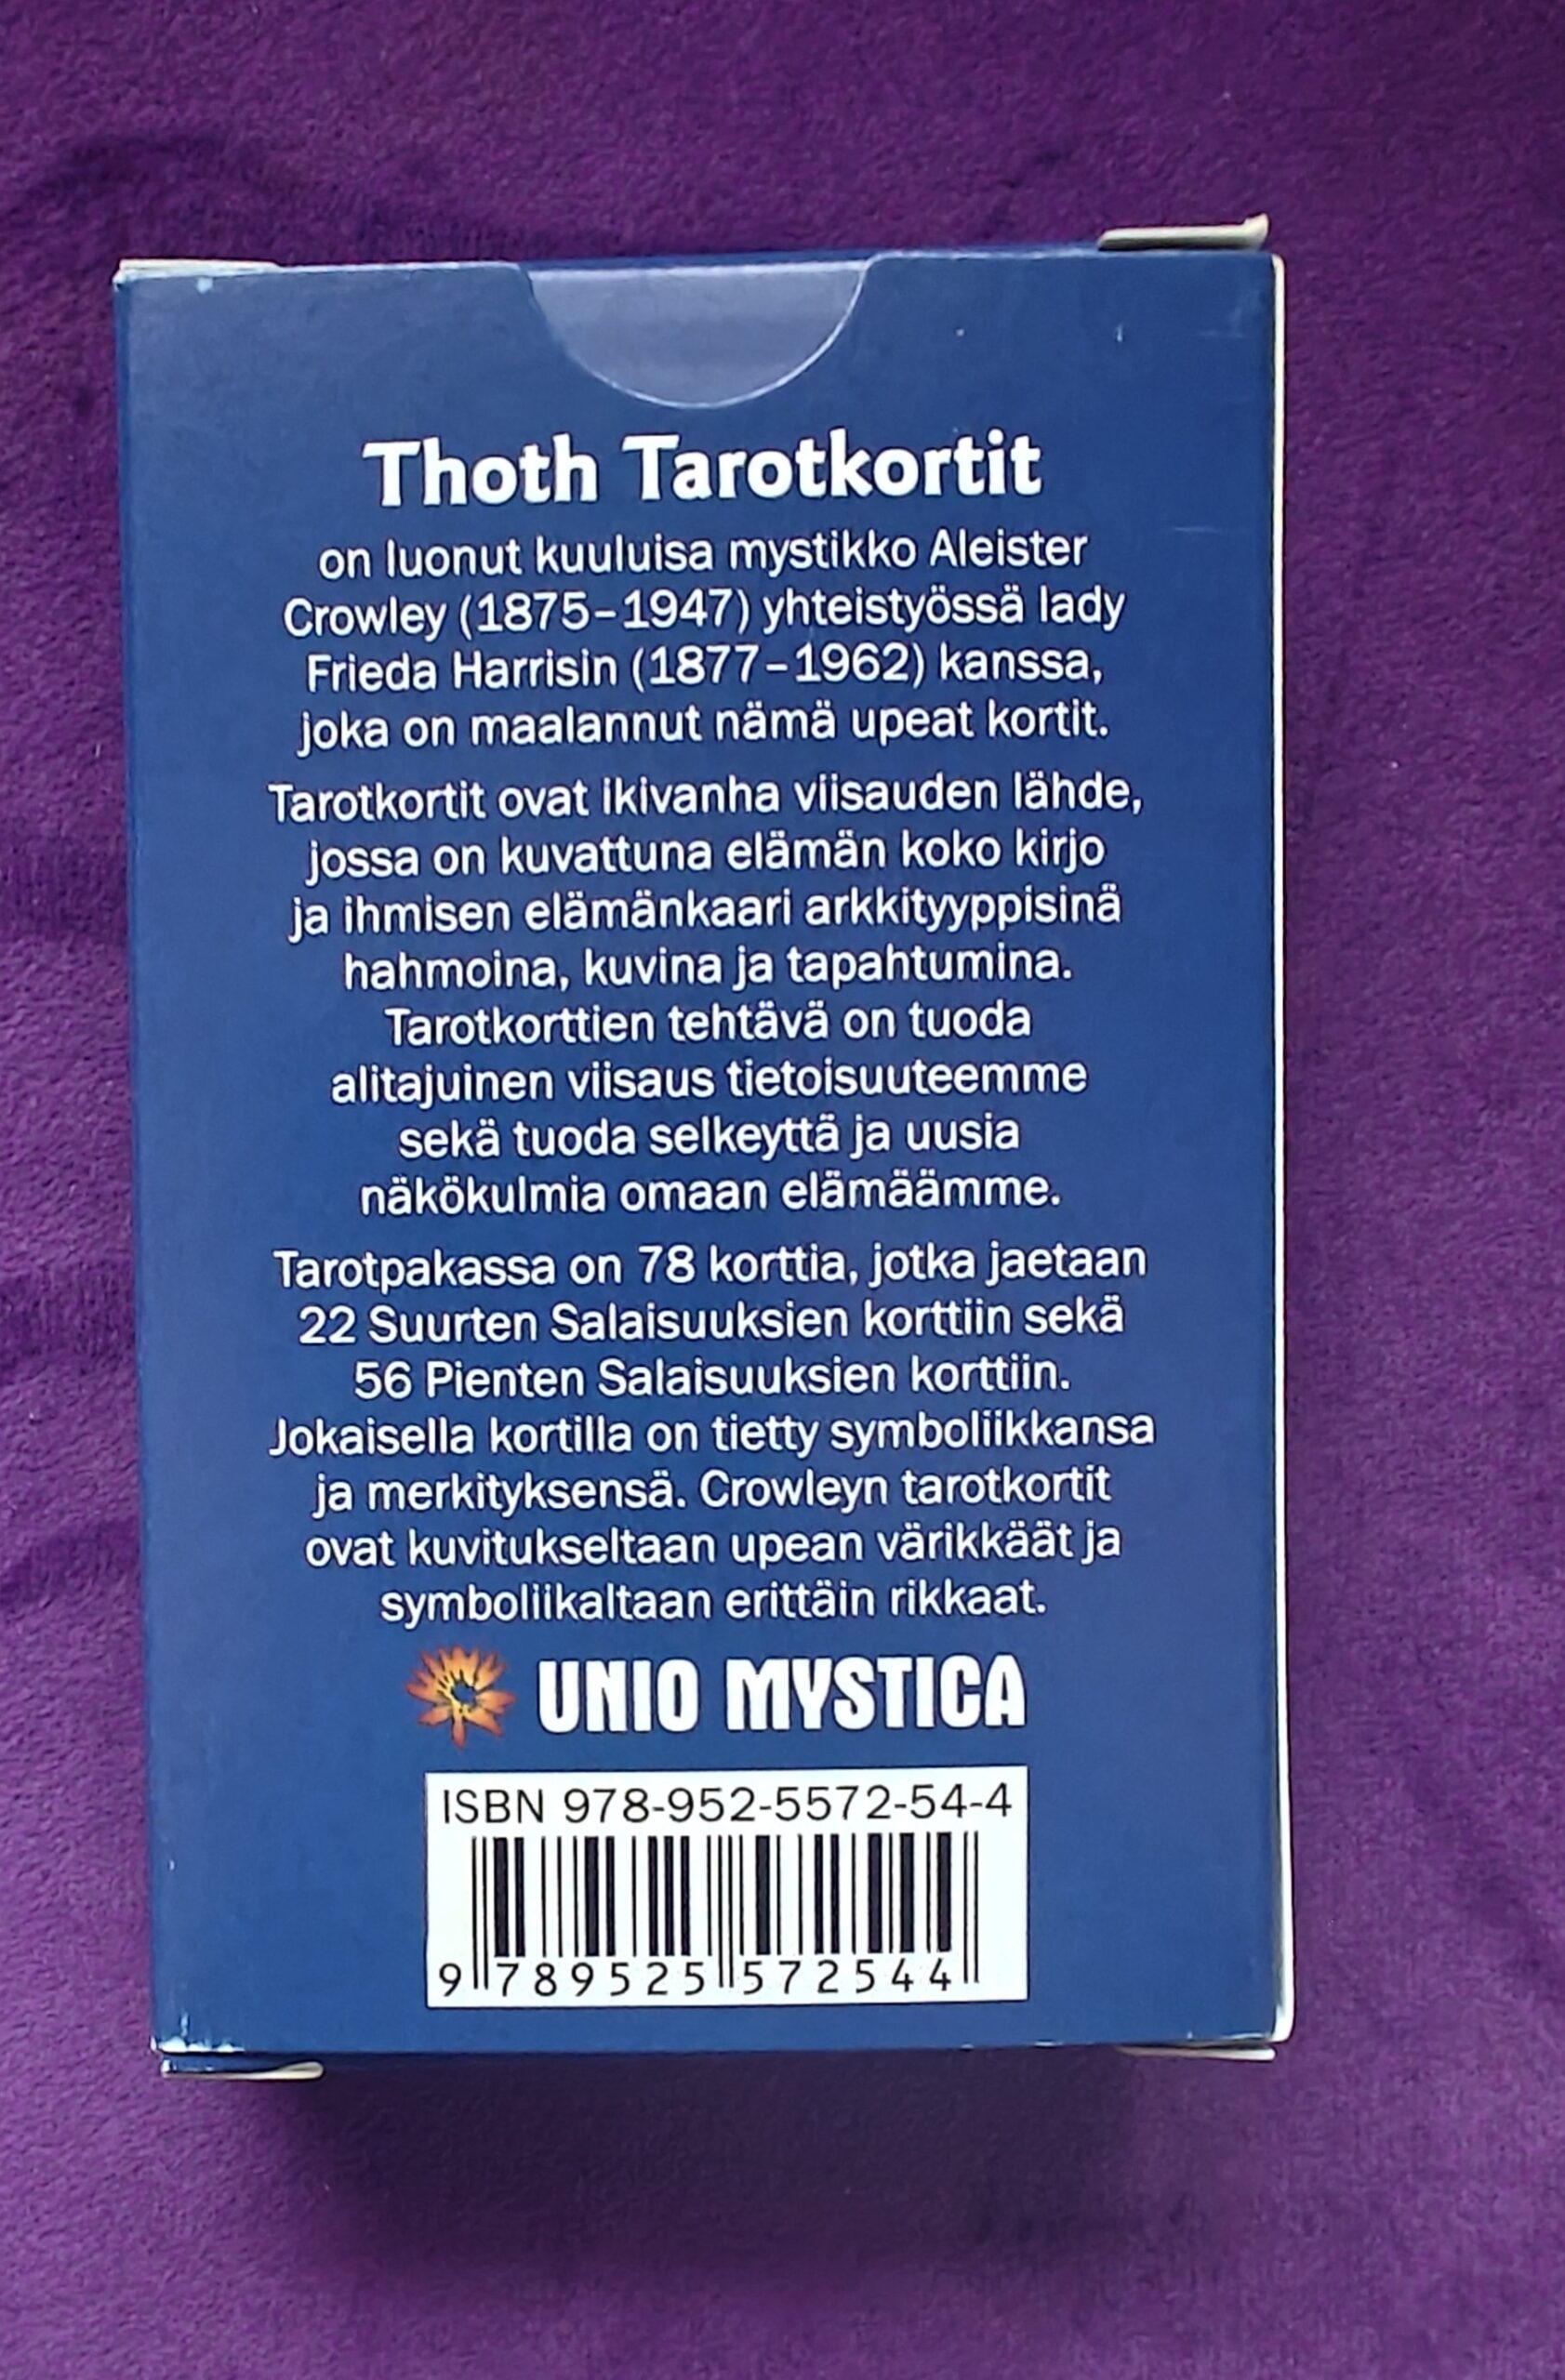 Thoth Tarotkortit
on luonut kuuluisa mystikko Aleister
Crowley (1875–1947) yhteistyössä lady
Frieda Harrisin (1877–1962) kanssa,
joka on maalannut nämä upeat kortit.
Tarotkortit ovat ikivanha viisauden lähde,
jossa on kuvattuna elämän koko kirjo
ja ihmisen elämänkaari arkkityyppisinä
hahmoina, kuvina ja tapahtumina.
Tarotkorttien tehtävä on tuoda
alitajuinen viisaus tietoisuuteemme
sekä tuoda selkeyttä ja uusia
näkökulmia omaan elämäämme.
Tarotpakassa on 78 korttia, jotka jaetaan
22 Suurten Salaisuuksien korttiin sekä
56 Pienten Salaisuuksien korttiin.
Jokaisella kortilla on tietty symboliikkansa
ja merkityksensä. Crowleyn tarotkortit
ovat kuvitukseltaan upean värikkäät ja
symboliikaltaan erittäin rikkaat.
UNIO MYSTICA
ISBN 978-952-5572-54-4
9 789525 572544